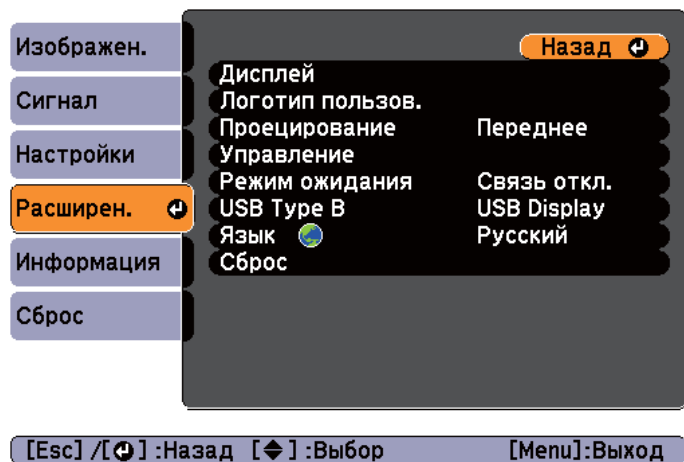 Изображен.
Сигнал
Настройки
Расширен.
Информация
Сброс
Назад
Дисплей
Логотип пользов.
Проецирование Переднее
Управление
Режим ожидания Связь откл.
USB Type B USB Display
Язык Русский
Сброс
[Esc] /[ ] :Назад [ ] :Выбор [Menu]:Выход